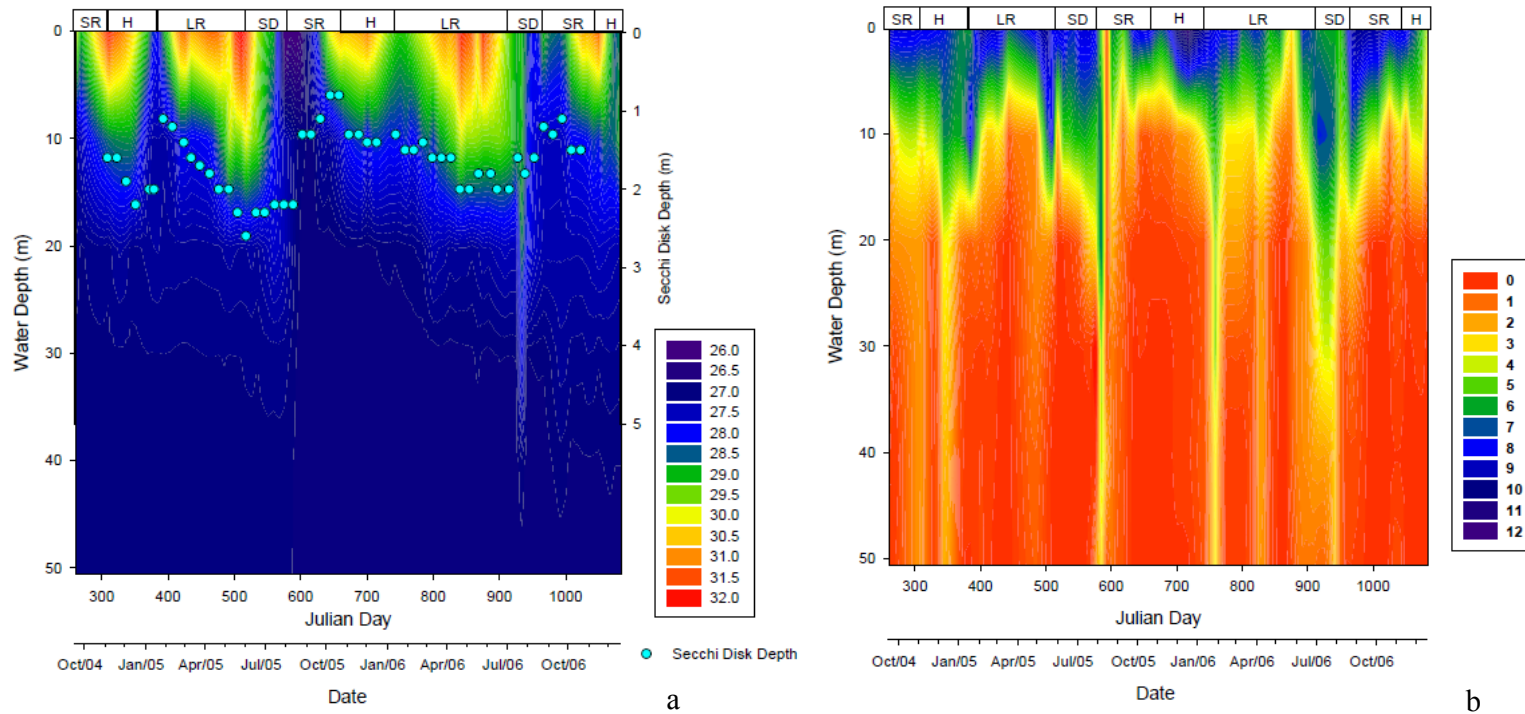 SR H LR SD SR H LR SD SR H
0
10
20
30
40
50
Water Depth (m)
0
1
2
3
4
5
Secchi Disk Depth (m)
300 400 500 600 700 800 900 1000
Julian Day
Oct/04 Jan/05 Apr/05 Jul/05 Oct/05 Jan/06 Apr/06 Jul/06 Oct/06
Date
26.0
26.5
27.0
27.5
28.0
28.5
29.0
29.5
30.0
30.5
31.0
31.5
32.0
Secchi Disk Depth
a
SR H LR SD SR H LR SD SR H
0
10
20
30
40
50
Water Depth (m)
300 400 500 600 700 800 900 1000
Julian Day
Oct/04 Jan/05 Apr/05 Jul/05 Oct/05 Jan/06 Apr/06 Jul/06 Oct/06
Date
0
1
2
3
4
5
6
7
8
9
10
11
12
b